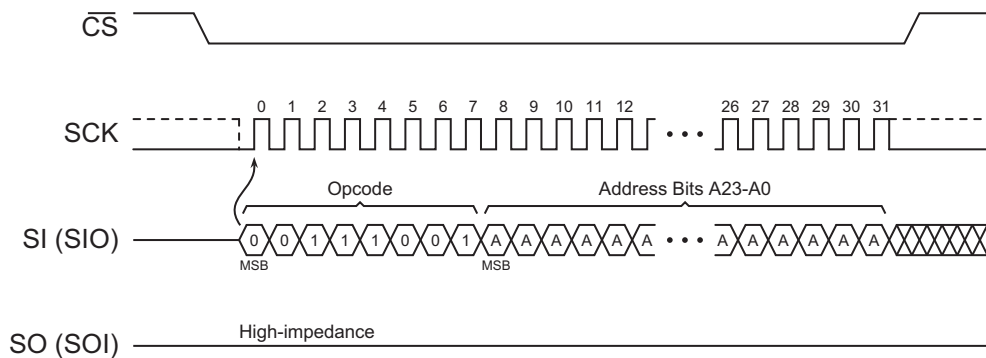 CS
0 1 2 3 4 5 6 7 8 9 10 11 12 26 27 28 29 30 31
SCK
Opcode Address Bits A23-A0
SI (SIO) 0 0 1 1 1 0 0 1 A A A A A A A A A A A A
MSB MSB
High-impedance
SO (SOI)